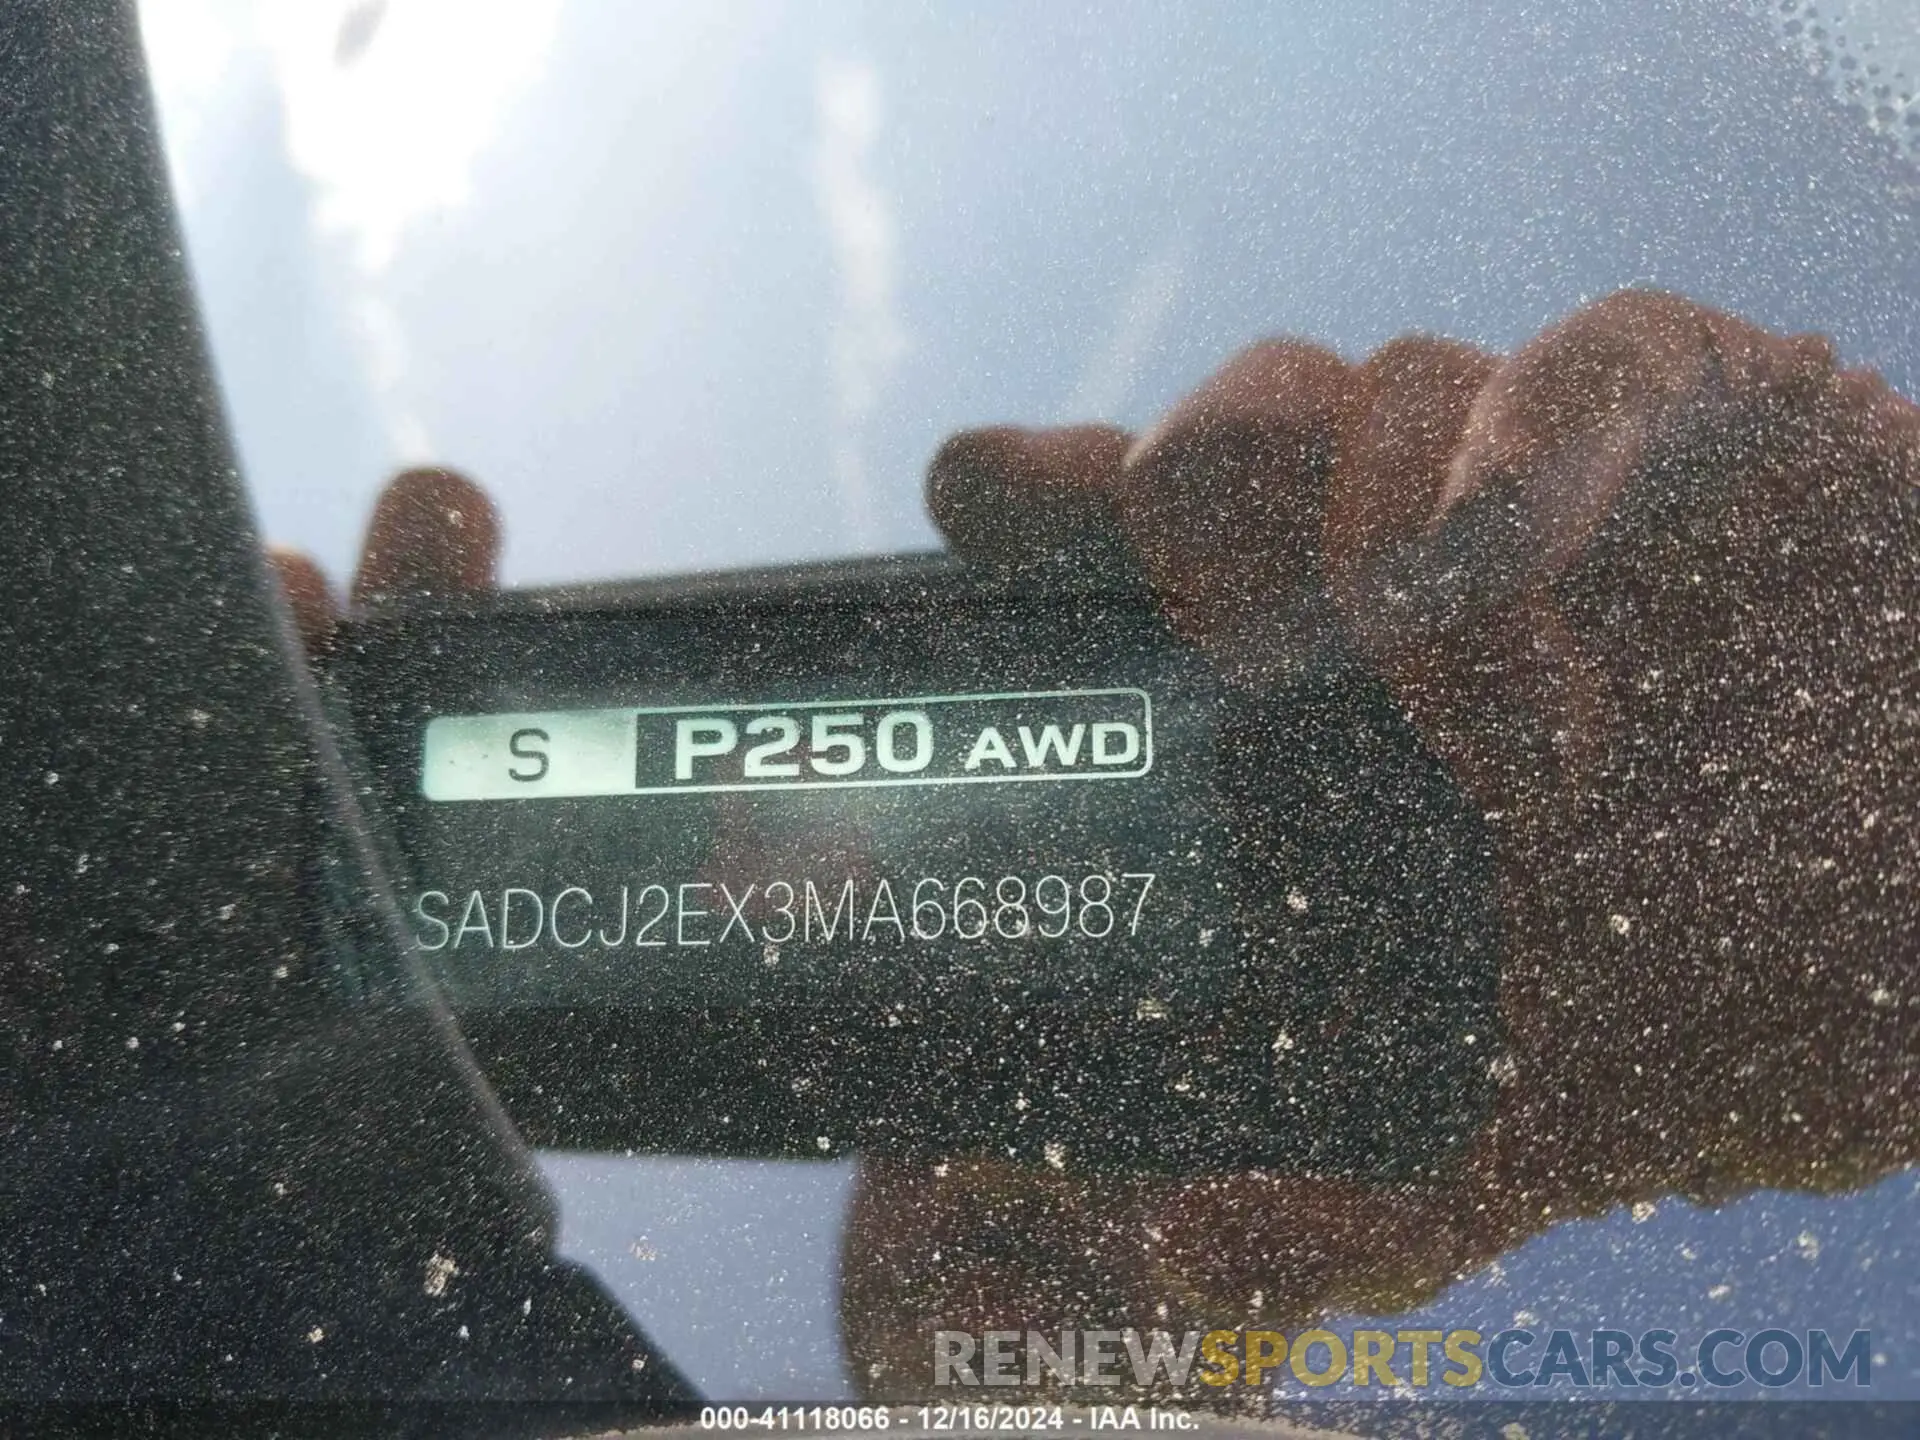 S P250 AWD
SADCJ2EX3MA668987
RENEWSPORTSCARS.COM
000-41118066 - 12/16/2024 - IAA Inc.